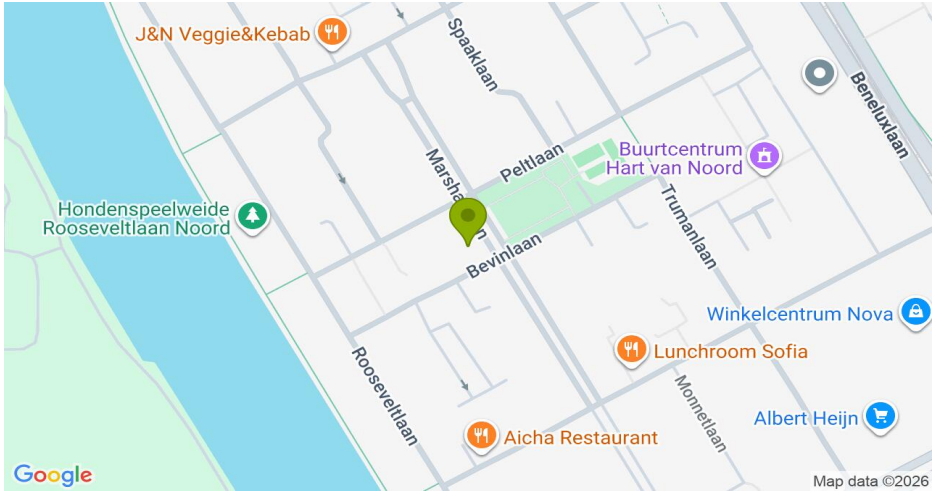 J&N Veggie&Kebab
Spaaklaan
Beneluxlaan
Peltlaan
Buurtcentrum
Hart van Noord
Hondenspeelweide
Rooseveltlaan Noord
Trumanlaan
Bevinlaan
Winkelcentrum Nova
Lunchroom Sofia
Rooseveltlaan
Monnetlaan
Albert Heijn
Aicha Restaurant
Google
Map data ©2026